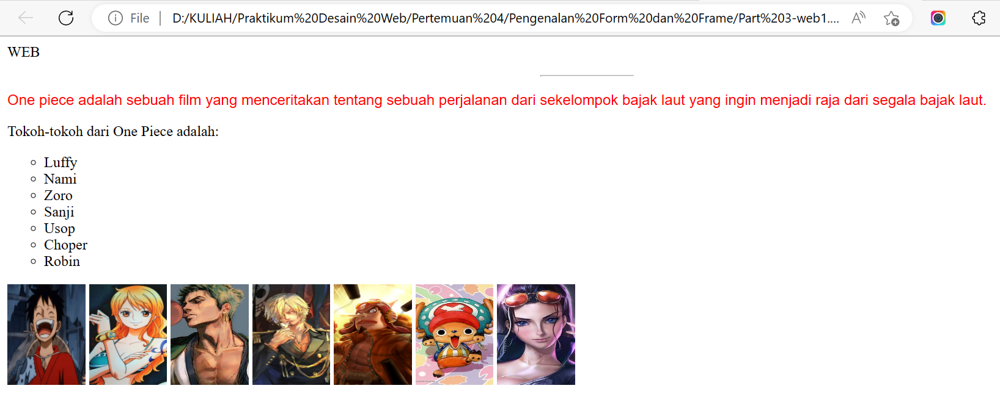 File | D:/KULIAH/Praktikum%20Desain%20Web/Pertemuan%204/Pengenalan%20Form%20dan%20Frame/Part%203-web1....
WEB
One piece adalah sebuah film yang menceritakan tentang sebuah perjalanan dari sekelompok bajak laut yang ingin menjadi raja dari segala bajak laut.
Tokoh-tokoh dari One Piece adalah:
Luffy
Nami
Zoro
Sanji
Usop
Choper
Robin